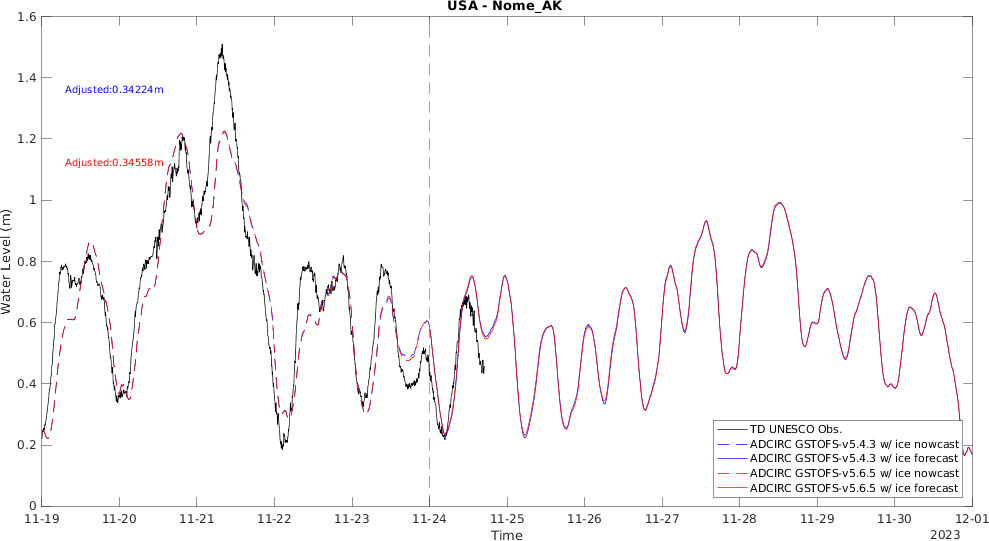 USA - Nome_AK
1.6
1.4
1.2
1
0.8
0.6
0.4
0.2
0
Water Level (m)
Adjusted:0.34224m
Adjusted:0.34558m
TD UNESCO Obs.
ADCIRC GSTOFS-v5.4.3 w/ ice nowcast
ADCIRC GSTOFS-v5.4.3 w/ ice forecast
ADCIRC GSTOFS-v5.6.5 w/ ice nowcast
ADCIRC GSTOFS-v5.6.5 w/ ice forecast
11-19 11-20 11-21 11-22 11-23 11-24 11-25 11-26 11-27 11-28 11-29 11-30 12-01
Time
2023